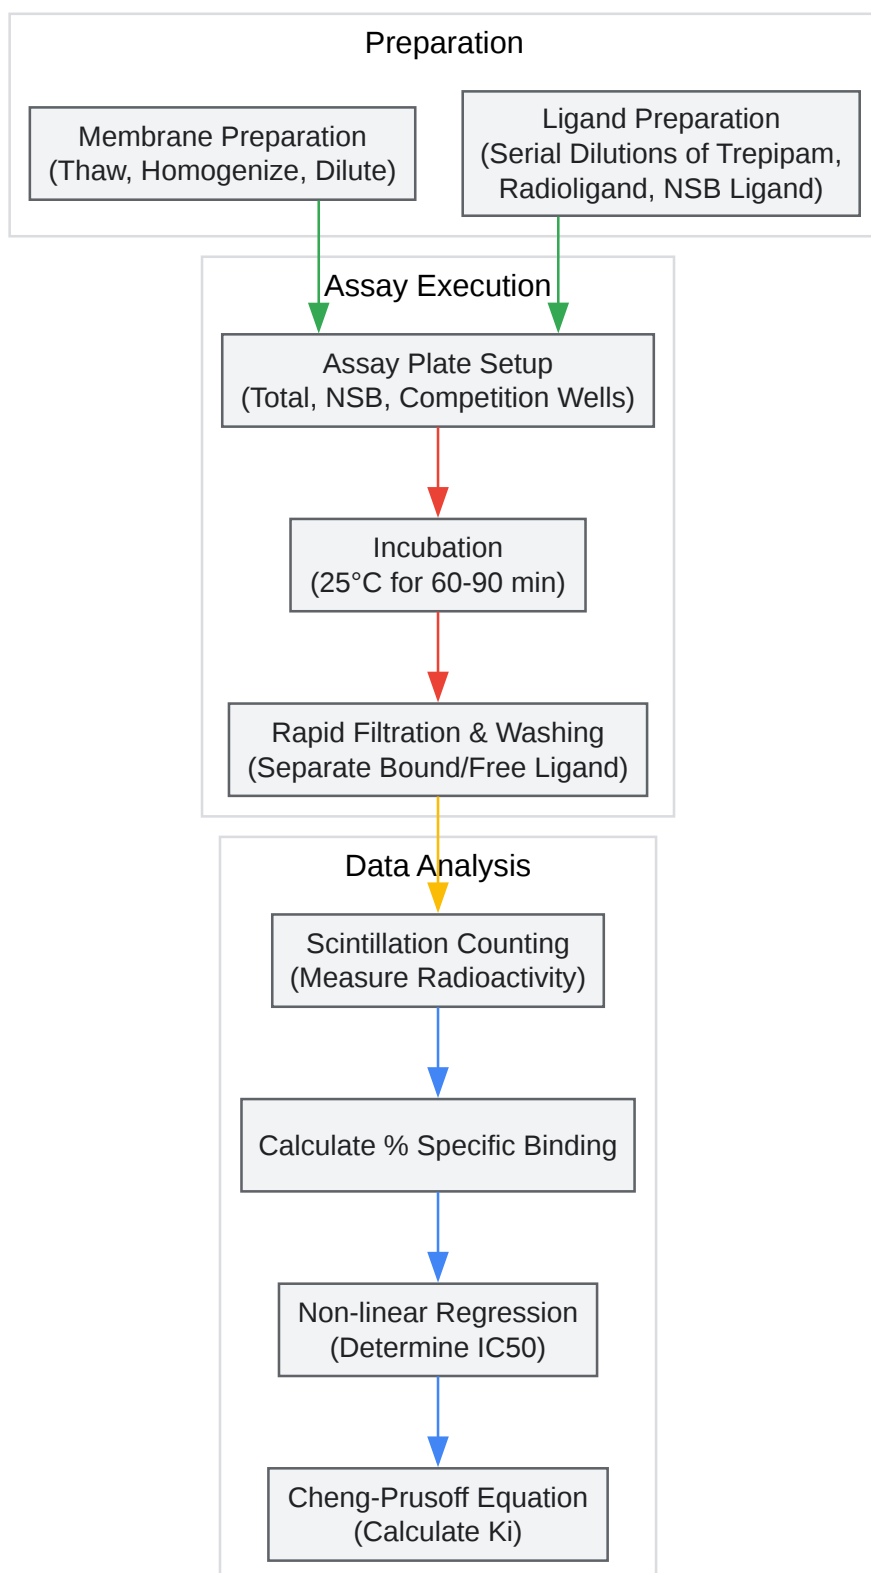 Preparation
Membrane Preparation
(Thaw, Homogenize, Dilute)
Ligand Preparation
(Serial Dilutions of Trepipam,
Radioligand, NSB Ligand)
Assay Execution
Assay Plate Setup
(Total, NSB, Competition Wells)
Incubation
(25°C for 60-90 min)
Rapid Filtration & Washing
(Separate Bound/Free Ligand)
Data Analysis
Scintillation Counting
(Measure Radioactivity)
Calculate % Specific Binding
Non-linear Regression
(Determine IC50)
Cheng-Prusoff Equation
(Calculate Ki)